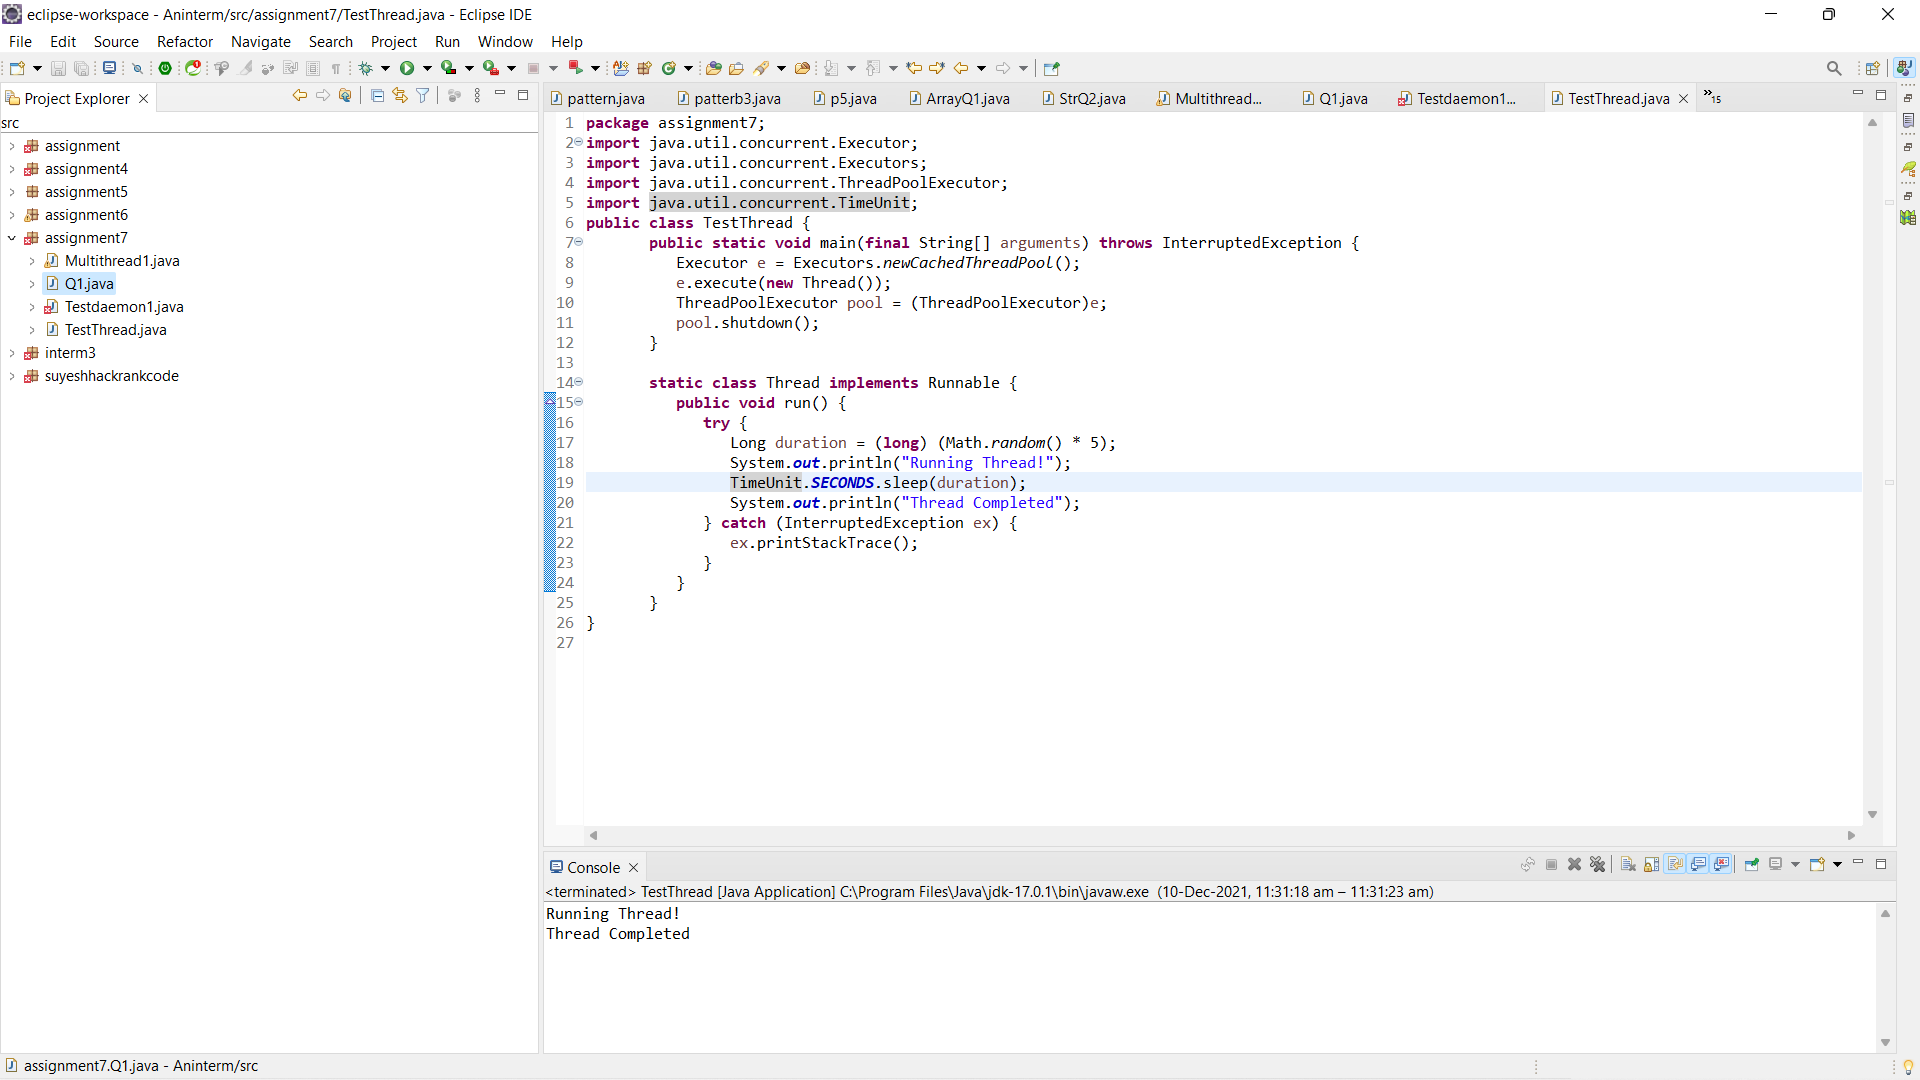 eclipse-workspace - Aninterm/src/assignment7/TestThread.java - Eclipse IDE
File Edit Source Refactor Navigate Search Project Run Window Help
Project Explorer
src
assignment
assignment4
assignment5
assignment6
assignment7
Multithread1.java
Q1.java
Testdaemon1.java
TestThread.java
interm3
suyeshhackrankcode
pattern.java patterb3.java p5.java ArrayQ1.java StrQ2.java Multithread... Q1.java Testdaemon1... TestThread.java »15
1 package assignment7;
2 import java.util.concurrent.Executor;
3 import java.util.concurrent.Executors;
4 import java.util.concurrent.ThreadPoolExecutor;
5 import java.util.concurrent.TimeUnit;
6 public class TestThread {
7 public static void main(final String[] arguments) throws InterruptedException {
8 Executor e = Executors.newCachedThreadPool();
9 e.execute(new Thread());
10 ThreadPoolExecutor pool = (ThreadPoolExecutor)e;
11 pool.shutdown();
12 }
13
14 static class Thread implements Runnable {
15 public void run() {
16 try {
17 Long duration = (long) (Math.random() * 5);
18 System.out.println("Running Thread!");
19 TimeUnit.SECONDS.sleep(duration);
20 System.out.println("Thread Completed");
21 } catch (InterruptedException ex) {
22 ex.printStackTrace();
23 }
24 }
25 }
26 }
27
Console
<terminated> TestThread [Java Application] C:\Program Files\Java\jdk-17.0.1\bin\javaw.exe (10-Dec-2021, 11:31:18 am – 11:31:23 am)
Running Thread!
Thread Completed
assignment7.Q1.java - Aninterm/src